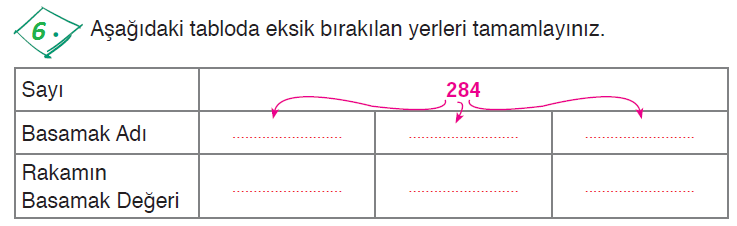 6. Aşağıdaki tabloda eksik bırakılan yerleri tamamlayınız.
Sayı 284
Basamak Adı .............................. .............................. ..............................
Rakamın
Basamak Değeri .............................. .............................. ..............................